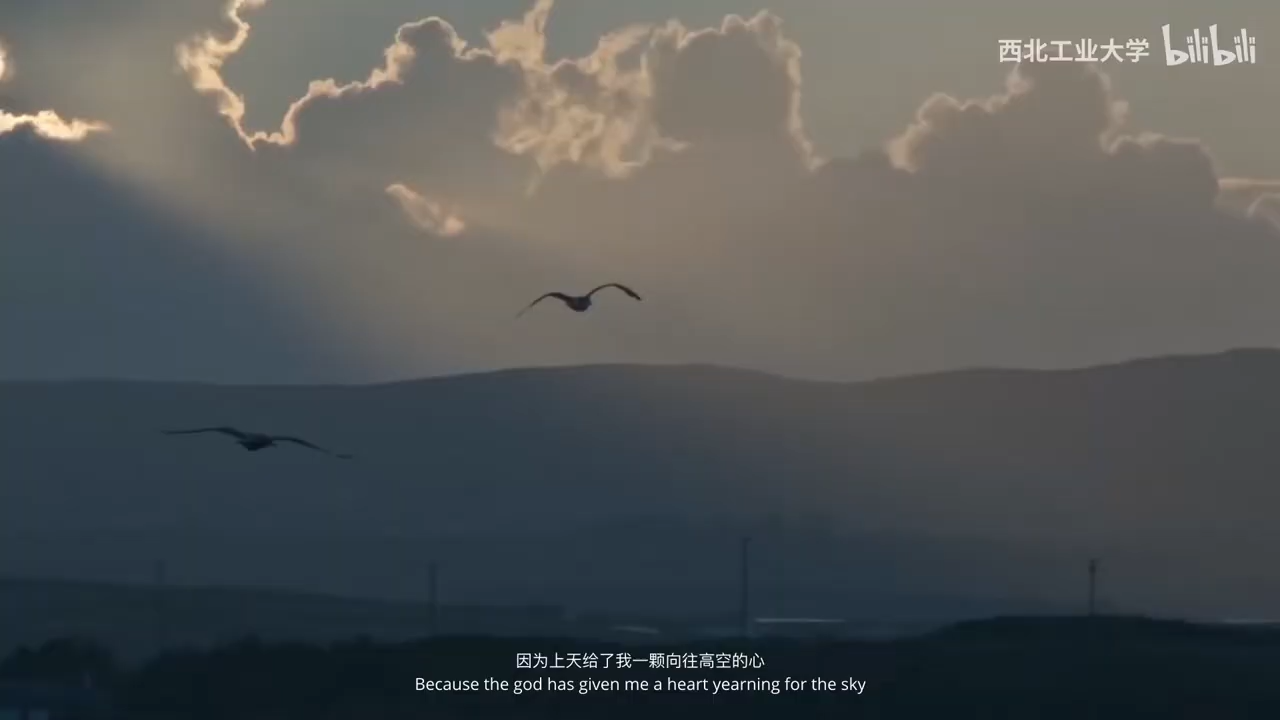 西北工业大学 bilibili
因为上天给了我一颗向往高空的心
Because the god has given me a heart yearning for the sky